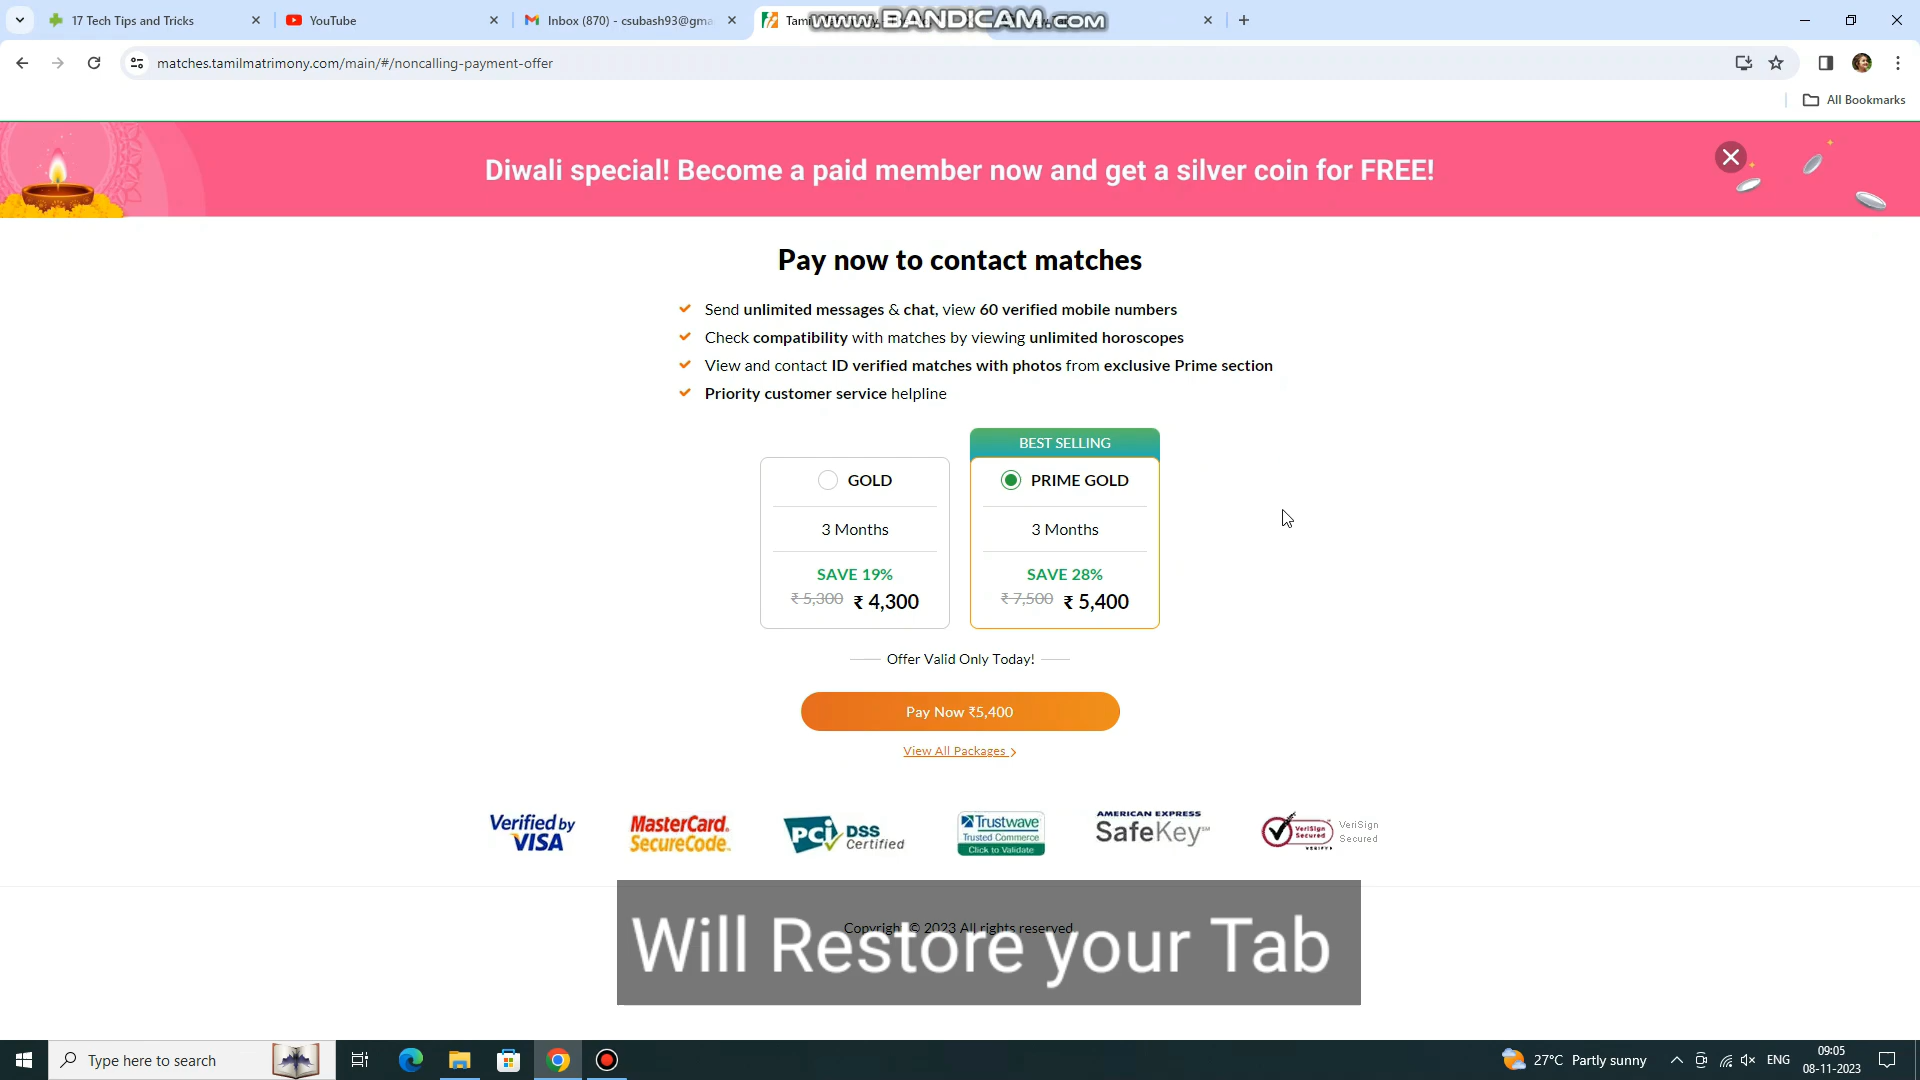 17 Tech Tips and Tricks
YouTube
Inbox (870) - csubash93@gma
www.BANDICAM.com
matches.tamilmatrimony.com/main/#/noncalling-payment-offer
All Bookmarks
Diwali special! Become a paid member now and get a silver coin for FREE!
Pay now to contact matches
Send unlimited messages & chat, view 60 verified mobile numbers
Check compatibility with matches by viewing unlimited horoscopes
View and contact ID verified matches with photos from exclusive Prime section
Priority customer service helpline
BEST SELLING
GOLD
3 Months
SAVE 19%
₹ 5,300 ₹ 4,300
PRIME GOLD
3 Months
SAVE 28%
₹ 7,500 ₹ 5,400
Offer Valid Only Today!
Pay Now ₹5,400
View All Packages >
Verified by
VISA
MasterCard.
SecureCode.
PCI DSS
Certified
Trustwave
Trusted Commerce
Click to Validate
AMERICAN EXPRESS
SafeKey
VeriSign
Secured
VERIFY
VeriSign
Secured
Copyright © 2023 All rights reserved
Will Restore your Tab
Type here to search
27°C Partly sunny
ENG
09:05
08-11-2023